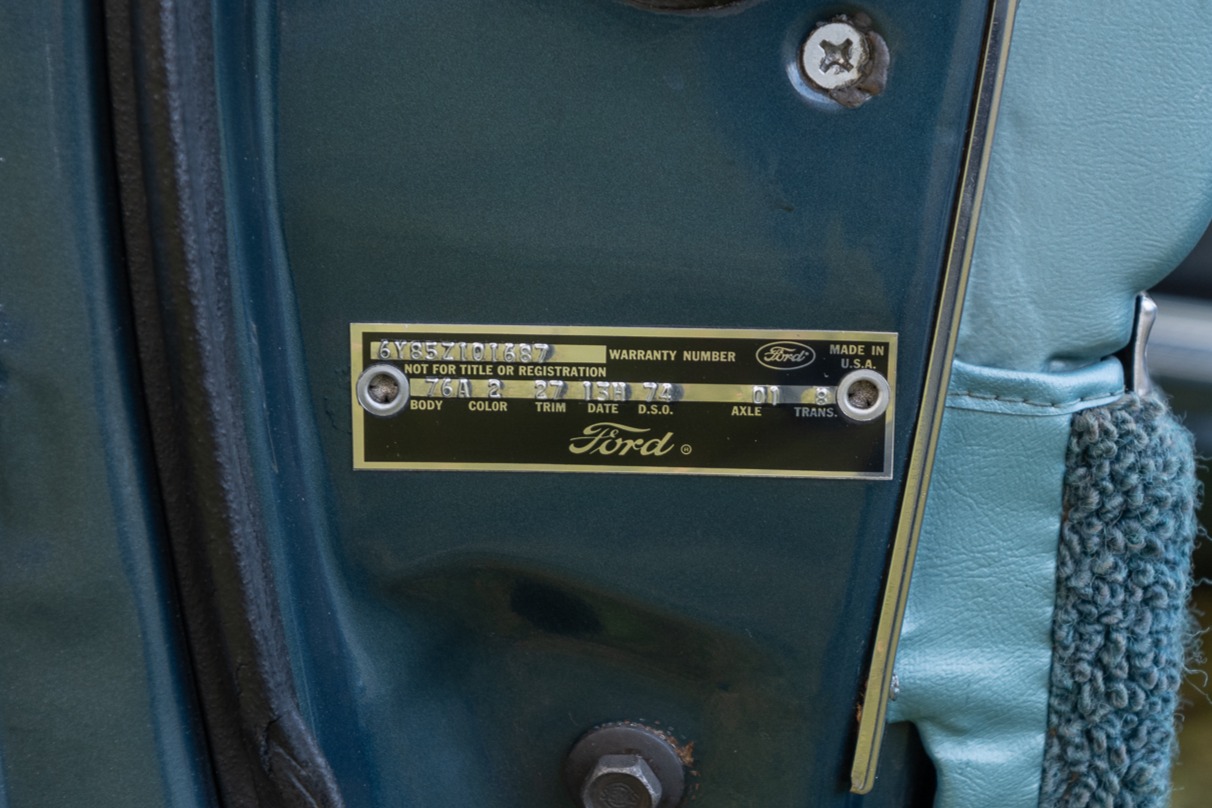 6Y85Z101687 WARRANTY NUMBER Ford MADE IN U.S.A.
NOT FOR TITLE OR REGISTRATION
76A 2 27 15H 74 01 8
BODY COLOR TRIM DATE D.S.O. AXLE TRANS.
Ford ®